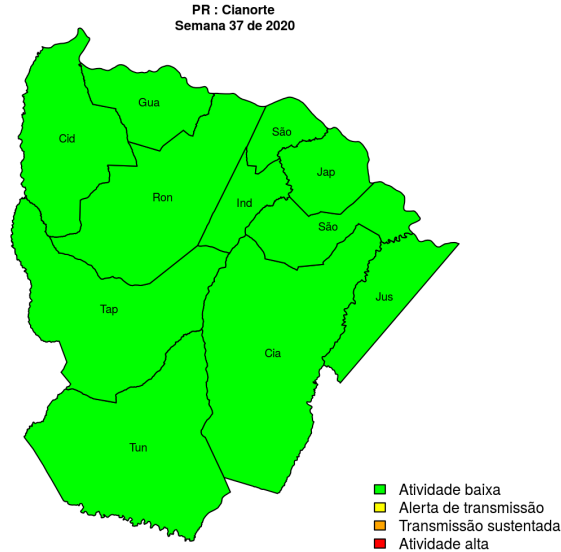 PR : Cianorte
Semana 37 de 2020
Gua
São
Cid
Jap
Ron
Ind
São
Jus
Tap
Cia
Tun
Atividade baixa
Alerta de transmissão
Transmissão sustentada
Atividade alta